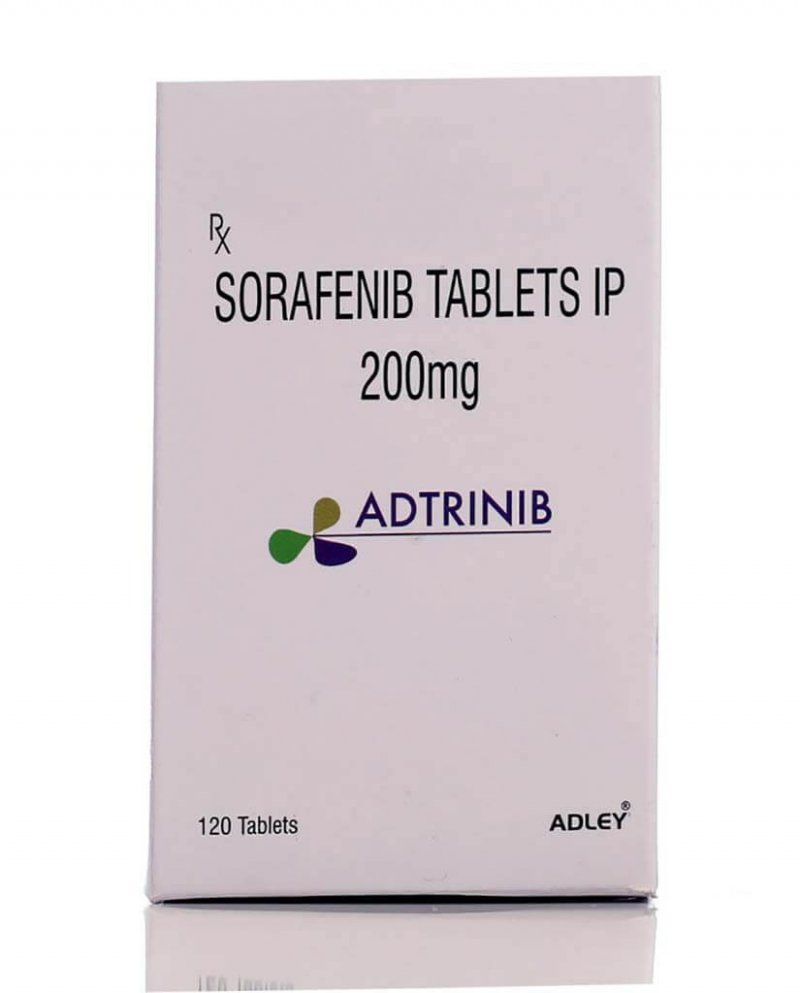 Rx
SORAFENIB TABLETS IP
200mg
ADTRINIB
120 Tablets
ADLEY®